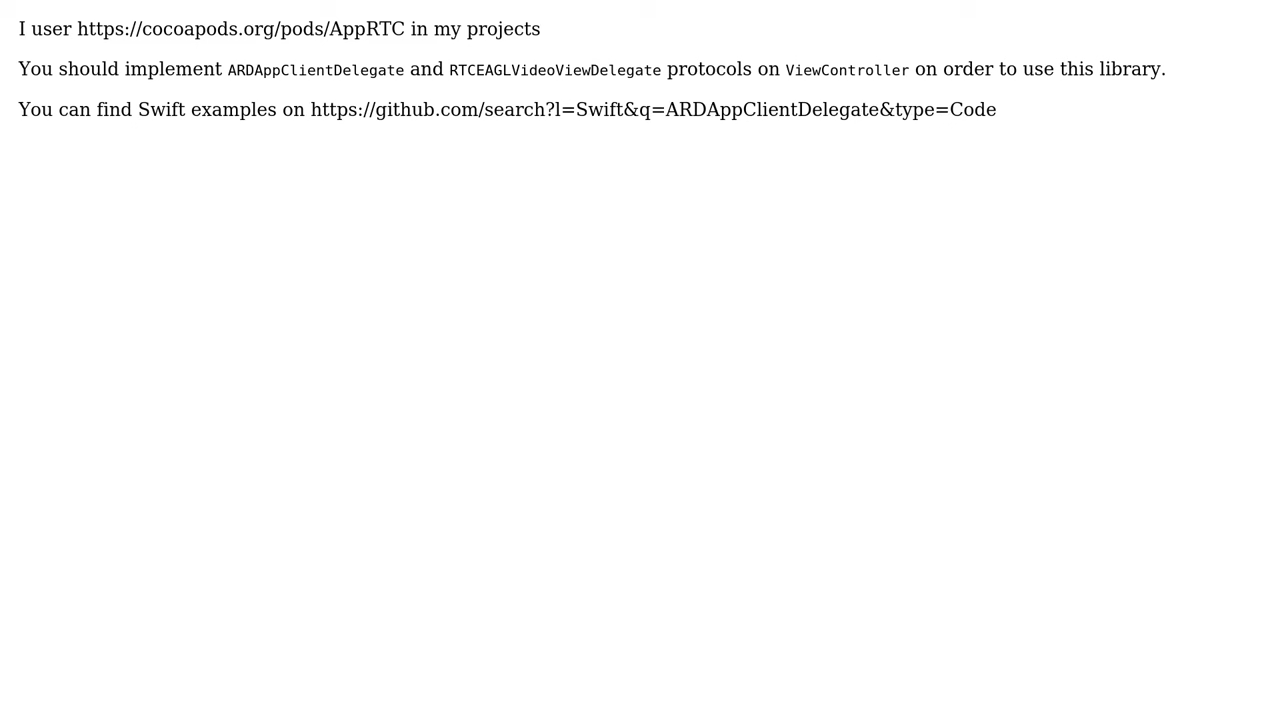 I user https://cocoapods.org/pods/AppRTC in my projects
You should implement ARDAppClientDelegate and RTCEAGLVideoViewDelegate protocols on ViewController on order to use this library.
You can find Swift examples on https://github.com/search?l=Swift&q=ARDAppClientDelegate&type=Code